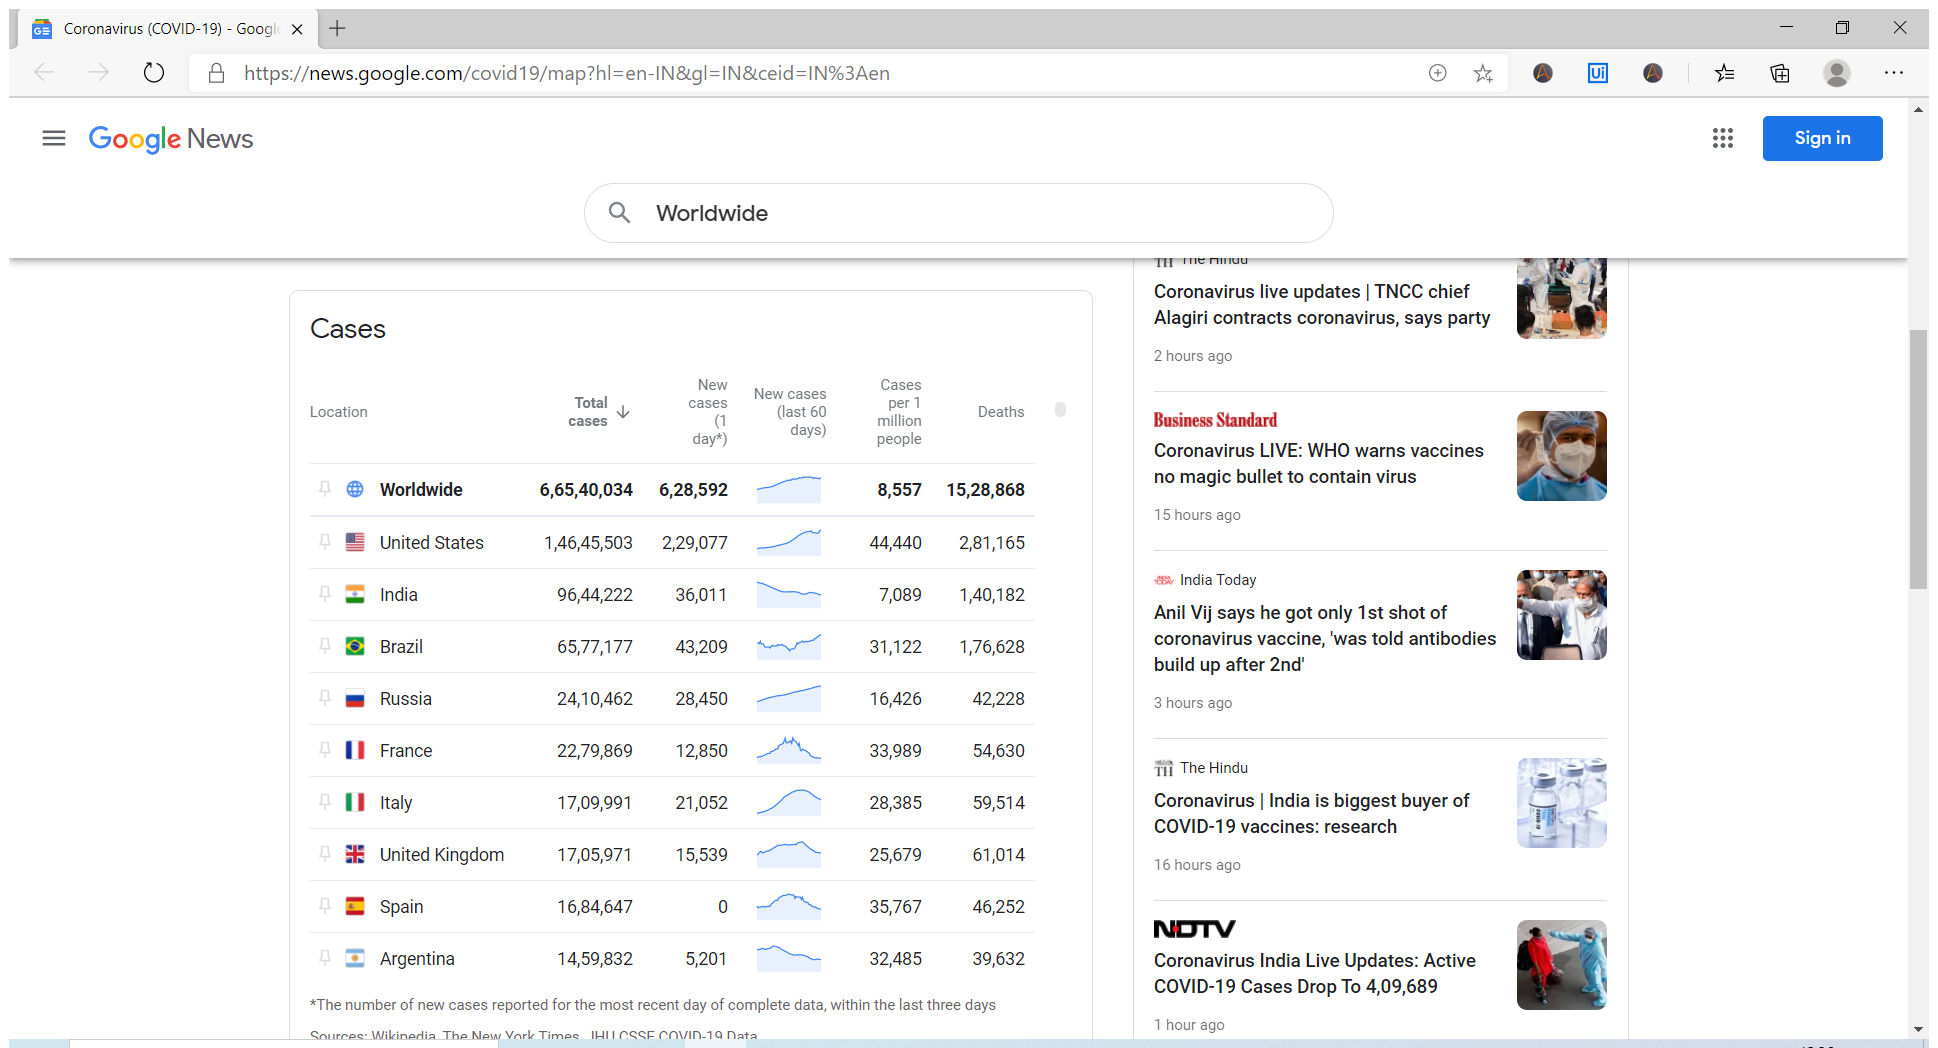 Coronavirus (COVID-19) - Googl
https://news.google.com/covid19/map?hl=en-IN&gl=IN&ceid=IN%3Aen
Google News
Sign in
Worldwide
Cases
Location
Total cases
New cases (1 day*)
New cases (last 60 days)
Cases per 1 million people
Deaths
Worldwide 6,65,40,034 6,28,592 8,557 15,28,868
United States 1,46,45,503 2,29,077 44,440 2,81,165
India 96,44,222 36,011 7,089 1,40,182
Brazil 65,77,177 43,209 31,122 1,76,628
Russia 24,10,462 28,450 16,426 42,228
France 22,79,869 12,850 33,989 54,630
Italy 17,09,991 21,052 28,385 59,514
United Kingdom 17,05,971 15,539 25,679 61,014
Spain 16,84,647 0 35,767 46,252
Argentina 14,59,832 5,201 32,485 39,632
*The number of new cases reported for the most recent day of complete data, within the last three days
Sources: Wikipedia, The New York Times, JHU CSSE COVID-19 Data
The Hindu
Coronavirus live updates | TNCC chief
Alagiri contracts coronavirus, says party
2 hours ago
Business Standard
Coronavirus LIVE: WHO warns vaccines
no magic bullet to contain virus
15 hours ago
India Today
Anil Vij says he got only 1st shot of
coronavirus vaccine, 'was told antibodies
build up after 2nd'
3 hours ago
The Hindu
Coronavirus | India is biggest buyer of
COVID-19 vaccines: research
16 hours ago
NDTV
Coronavirus India Live Updates: Active
COVID-19 Cases Drop To 4,09,689
1 hour ago